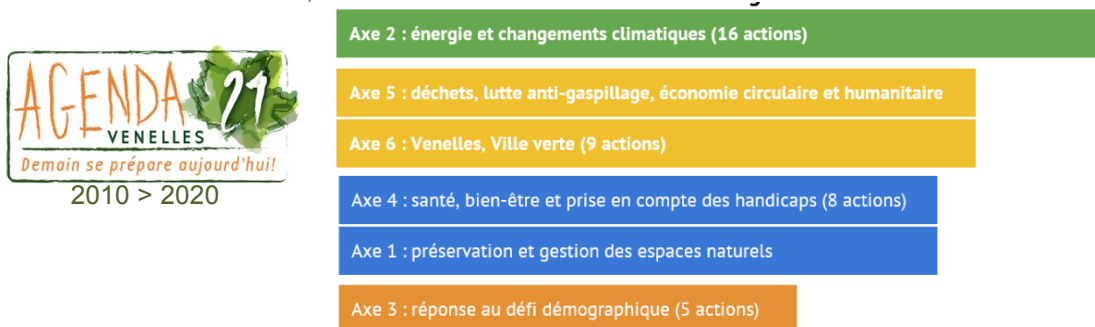 AGENDA 21
VENELLES
Demain se prépare aujourd'hui!
2010 > 2020
Axe 2 : énergie et changements climatiques (16 actions)
Axe 5 : déchets, lutte anti-gaspillage, économie circulaire et humanitaire
Axe 6 : Venelles, Ville verte (9 actions)
Axe 4 : santé, bien-être et prise en compte des handicaps (8 actions)
Axe 1 : préservation et gestion des espaces naturels
Axe 3 : réponse au défi démographique (5 actions)